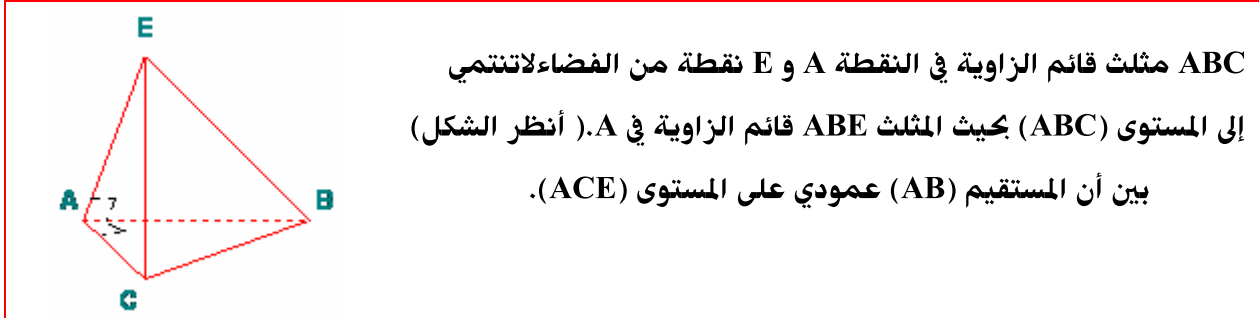 E
ABC مثلث قائم الزاوية في النقطة A و E نقطة من الفضاءلاتنتمي
إلى المستوى (ABC) بحيث المثلث ABE قائم الزاوية في A.( أنظر الشكل)
بين أن المستقيم (AB) عمودي على المستوى (ACE).
A
B
C